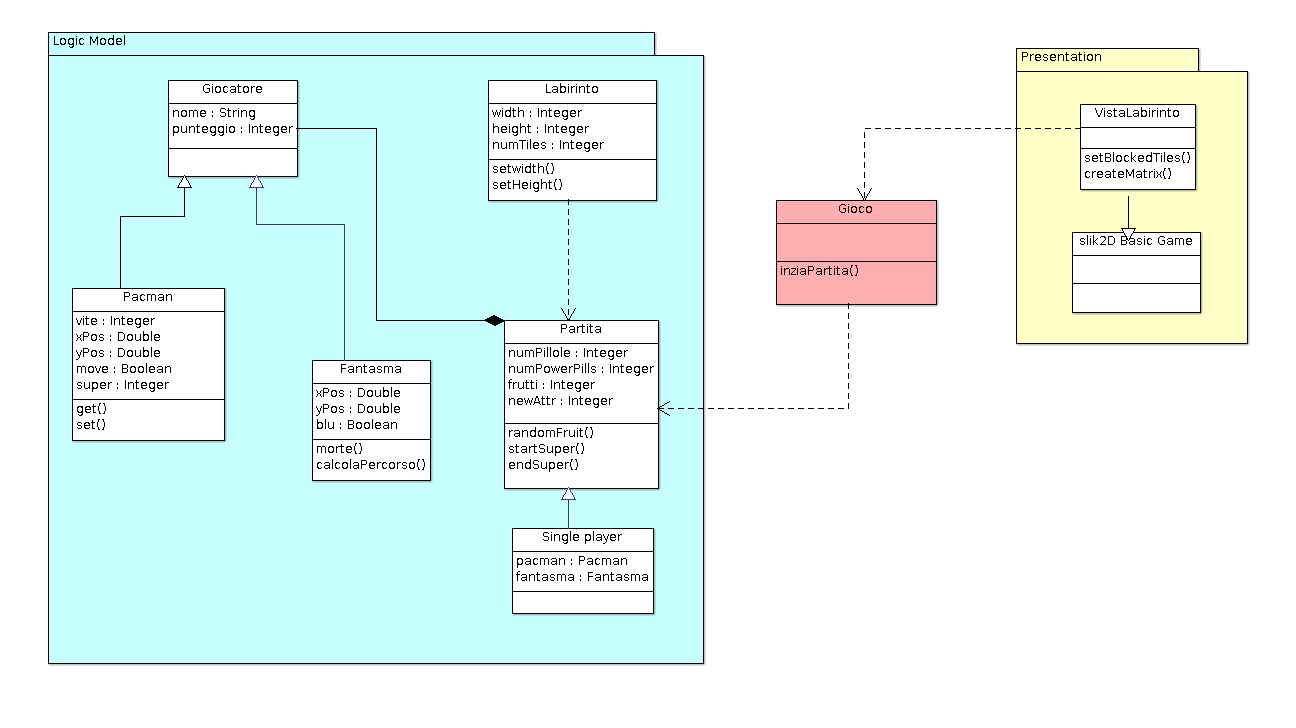 Logic Model
Giocatore
nome : String
punteggio : Integer
Labirinto
width : Integer
height : Integer
numTiles : Integer
setwidth()
setHeight()
Pacman
vite : Integer
xPos : Double
yPos : Double
move : Boolean
super : Integer
get()
set()
Fantasma
xPos : Double
yPos : Double
blu : Boolean
morte()
calcolaPercorso()
Partita
numPillole : Integer
numPowerPills : Integer
frutti : Integer
newAttr : Integer
randomFruit()
startSuper()
endSuper()
Single player
pacman : Pacman
fantasma : Fantasma
Gioco
inziaPartita()
Presentation
VistaLabirinto
setBlockedTiles()
createMatrix()
slik2D Basic Game